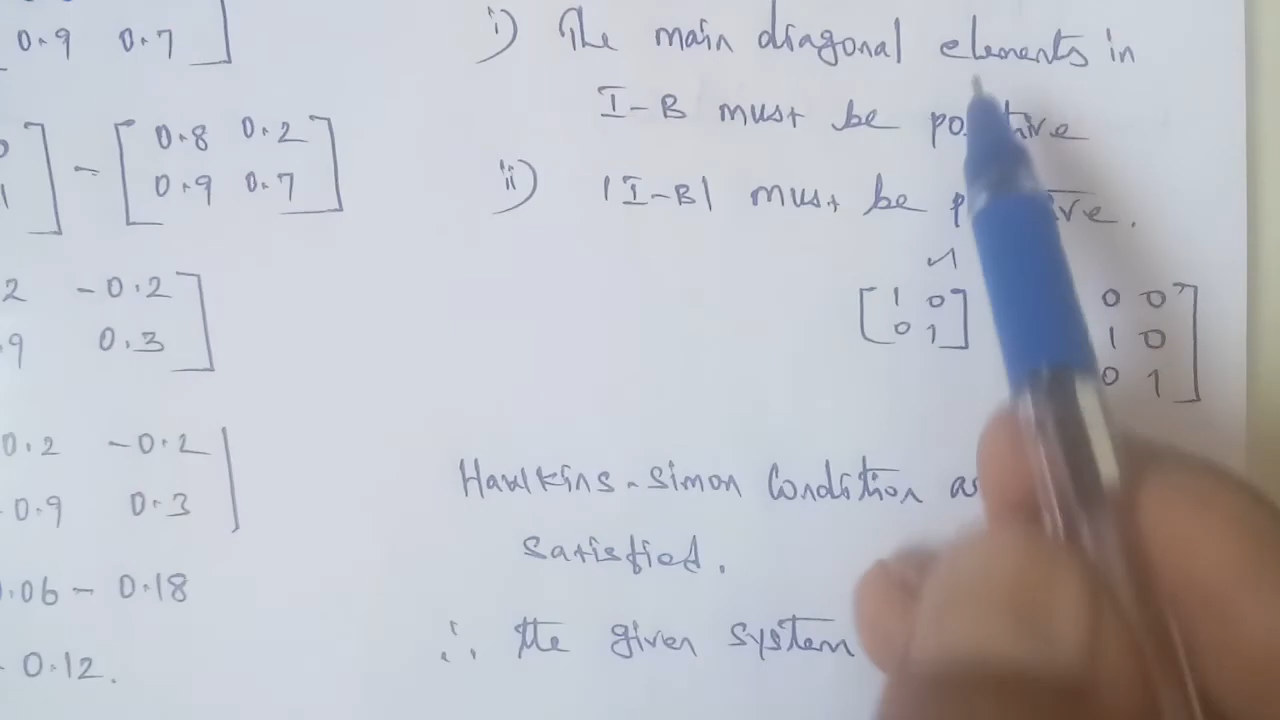 0.9 0.7
0.8 0.2
- 0.9 0.7
2 -0.2
.9 0.3
0.2 -0.2
0.9 0.3
.06 - 0.18
- 0.12.
i) The main diagonal elements in
I-B must be
ii) |I-B| must be
1 0 0 0
0 1 1 0
0 1
Hawkins-Simon Condition
satisfied.
∴ the given system